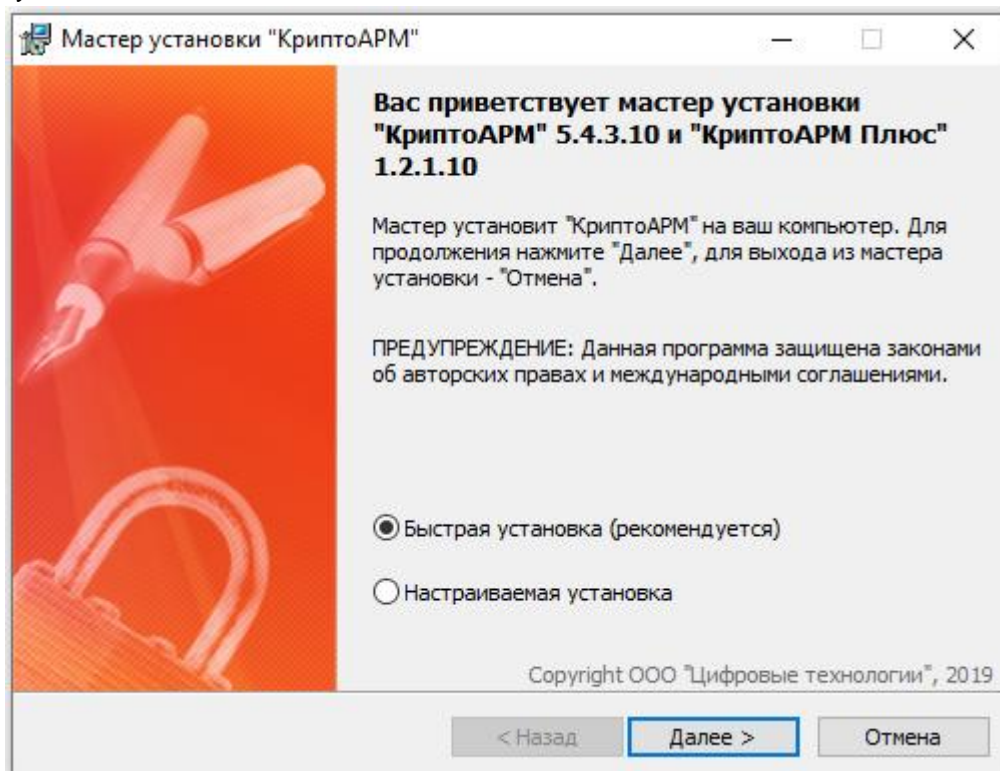 Мастер установки "КриптоАРМ"
Вас приветствует мастер установки
"КриптоАРМ" 5.4.3.10 и "КриптоАРМ Плюс"
1.2.1.10
Мастер установит "КриптоАРМ" на ваш компьютер. Для
продолжения нажмите "Далее", для выхода из мастера
установки - "Отмена".
ПРЕДУПРЕЖДЕНИЕ: Данная программа защищена законами
об авторских правах и международными соглашениями.
Быстрая установка (рекомендуется)
Настраиваемая установка
Copyright ООО "Цифровые технологии", 2019
< Назад Далее > Отмена